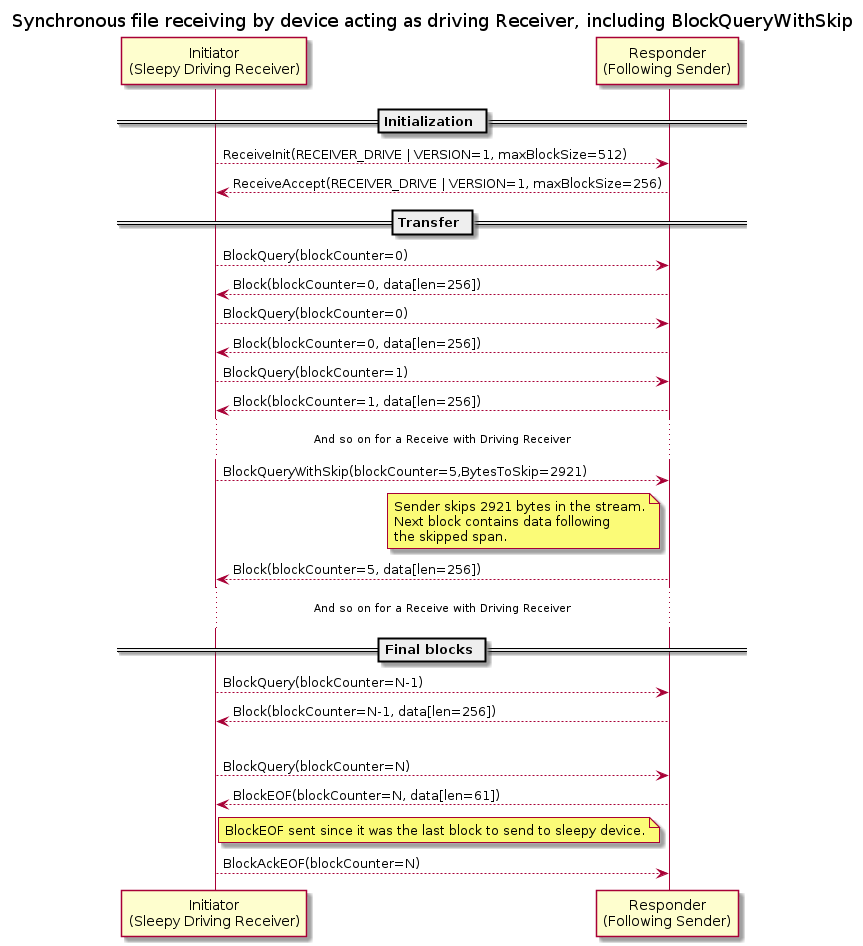 Synchronous file receiving by device acting as driving Receiver, including BlockQueryWithSkip
Initiator
(Sleepy Driving Receiver)
Responder
(Following Sender)
Initialization
ReceiveInit(RECEIVER_DRIVE | VERSION=1, maxBlockSize=512)
ReceiveAccept(RECEIVER_DRIVE | VERSION=1, maxBlockSize=256)
Transfer
BlockQuery(blockCounter=0)
Block(blockCounter=0, data[len=256])
BlockQuery(blockCounter=0)
Block(blockCounter=0, data[len=256])
BlockQuery(blockCounter=1)
Block(blockCounter=1, data[len=256])
And so on for a Receive with Driving Receiver
BlockQueryWithSkip(blockCounter=5,BytesToSkip=2921)
Sender skips 2921 bytes in the stream.
Next block contains data following
the skipped span.
Block(blockCounter=5, data[len=256])
And so on for a Receive with Driving Receiver
Final blocks
BlockQuery(blockCounter=N-1)
Block(blockCounter=N-1, data[len=256])
BlockQuery(blockCounter=N)
BlockEOF(blockCounter=N, data[len=61])
BlockEOF sent since it was the last block to send to sleepy device.
BlockAckEOF(blockCounter=N)
Initiator
(Sleepy Driving Receiver)
Responder
(Following Sender)